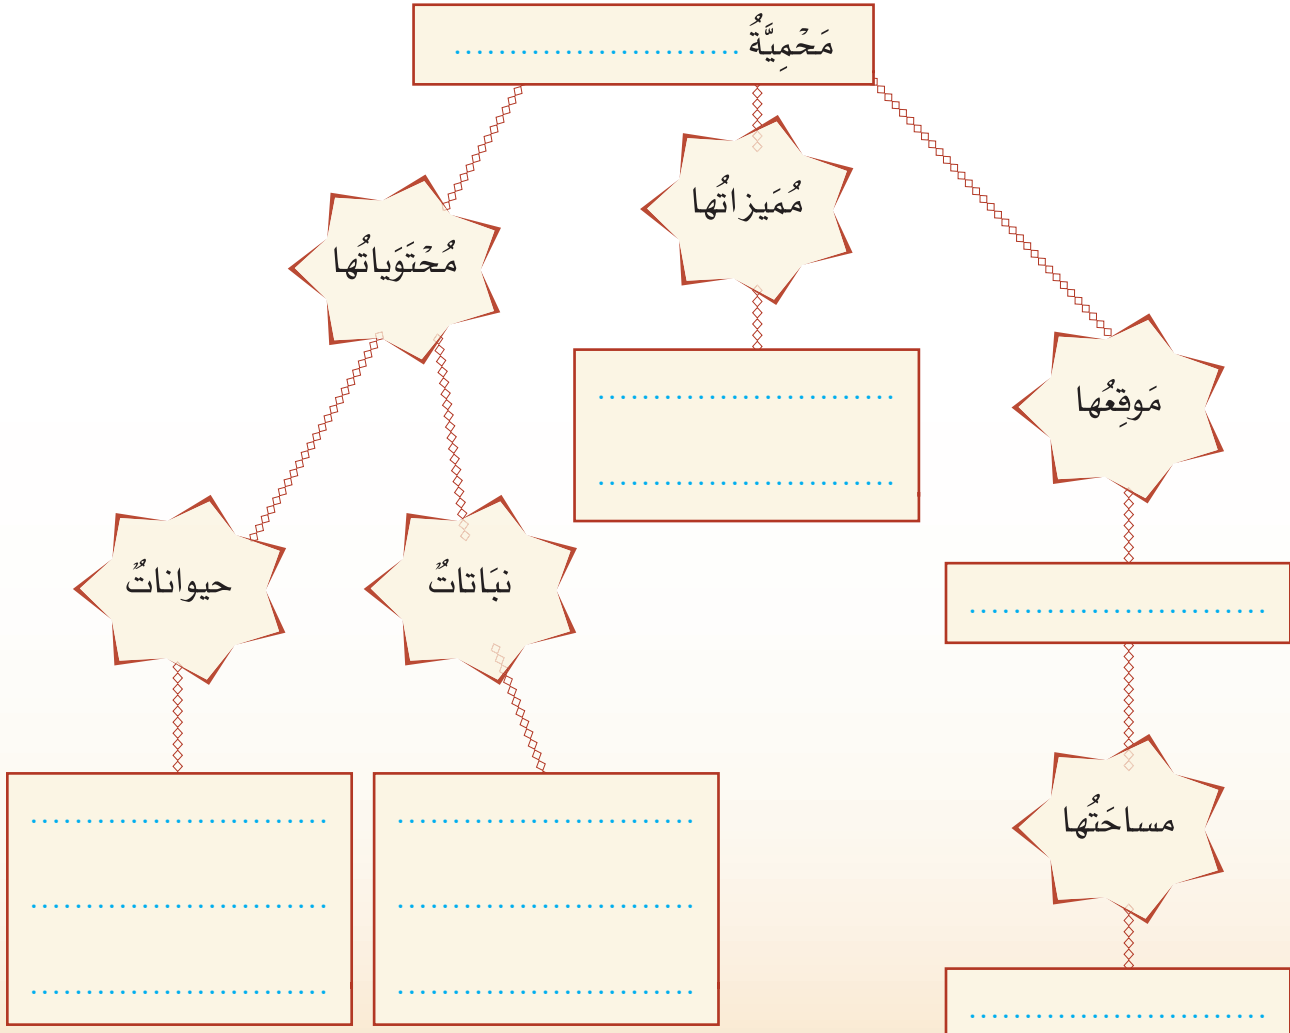 مَحْمِيَّةُ ..........................
مُمَيزاتُها
مُحْتَوَياتُها
مَوقِعُها
نبَاتاتٌ
حيواناتٌ
مساحَتُها